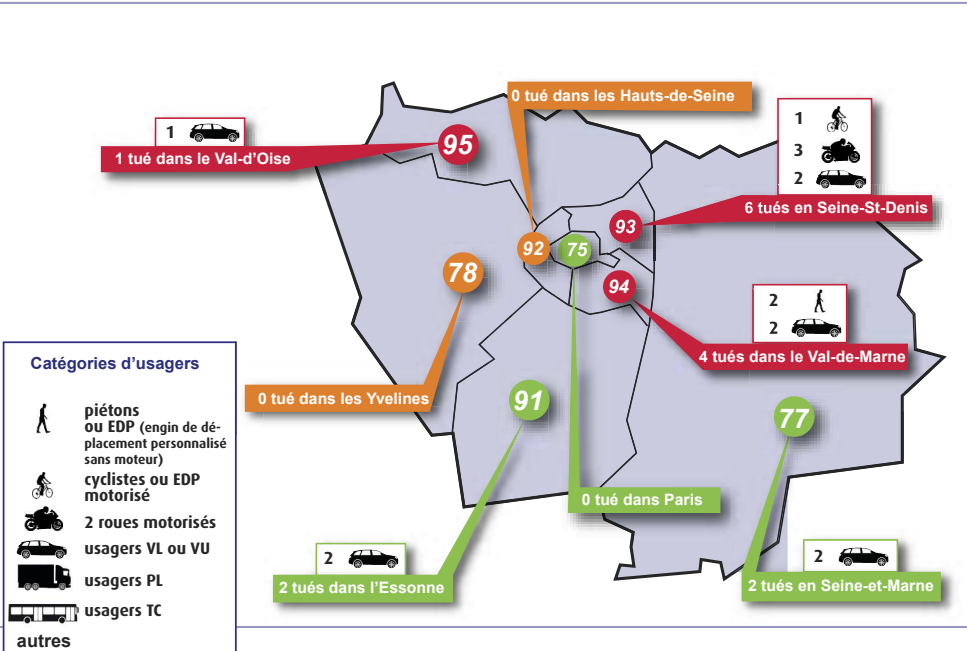 0 tué dans les Hauts-de-Seine
1
1 tué dans le Val-d'Oise
95
1
3
2
6 tués en Seine-St-Denis
93
92
75
78
94
2
2
4 tués dans le Val-de-Marne
0 tué dans les Yvelines
91
77
0 tué dans Paris
2
2 tués dans l'Essonne
2
2 tués en Seine-et-Marne
Catégories d'usagers
piétons
ou EDP (engin de dé-
placement personnalisé
sans moteur)
cyclistes ou EDP
motorisé
2 roues motorisés
usagers VL ou VU
usagers PL
usagers TC
autres